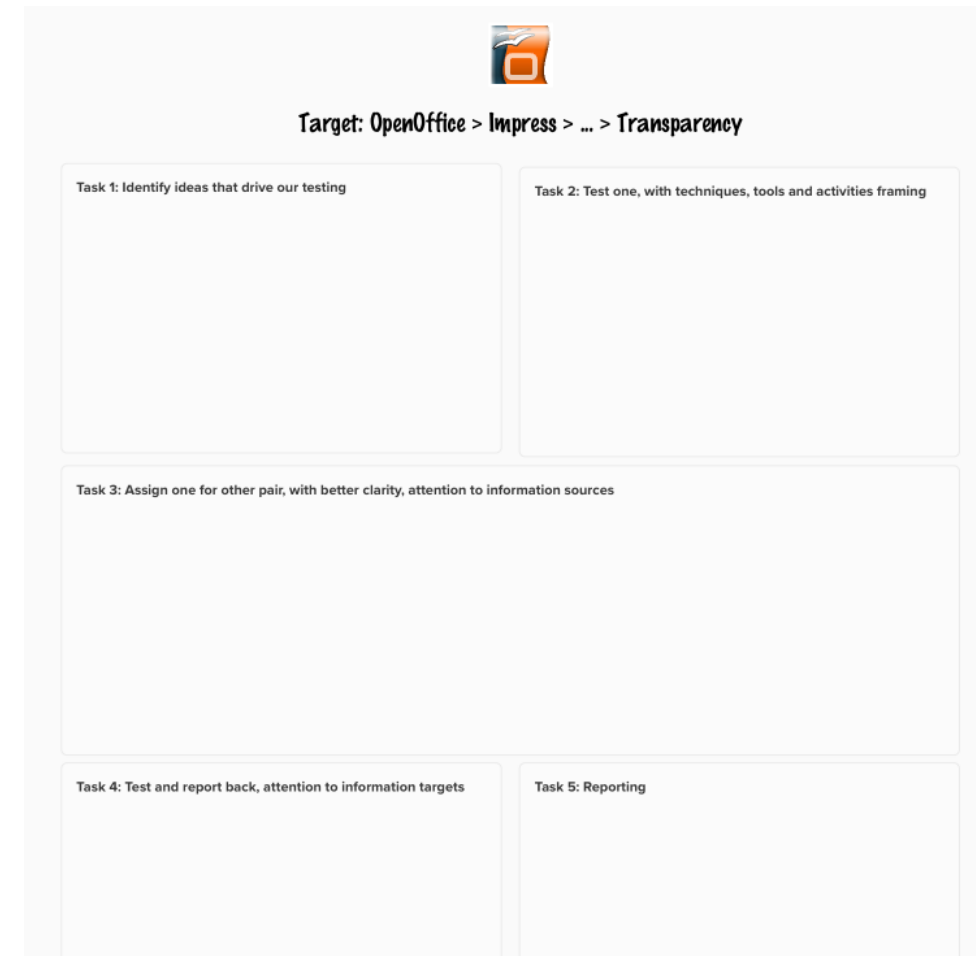 Target: OpenOffice > Impress > ... > Transparency
Task 1: Identify ideas that drive our testing
Task 2: Test one, with techniques, tools and activities framing
Task 3: Assign one for other pair, with better clarity, attention to information sources
Task 4: Test and report back, attention to information targets
Task 5: Reporting